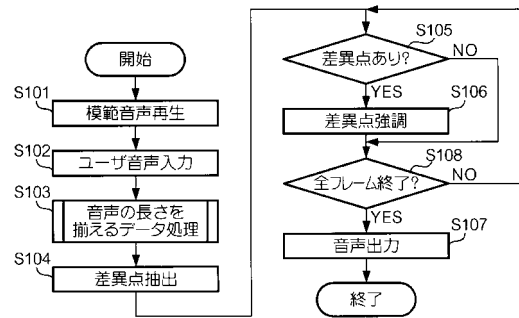 開始
S101
模範音声再生
S102
ユーザ音声入力
S103
音声の長さを
揃えるデータ処理
S104
差異点抽出
S105
差異点あり?
NO
YES
S106
差異点強調
S108
全フレーム終了?
NO
YES
S107
音声出力
終了